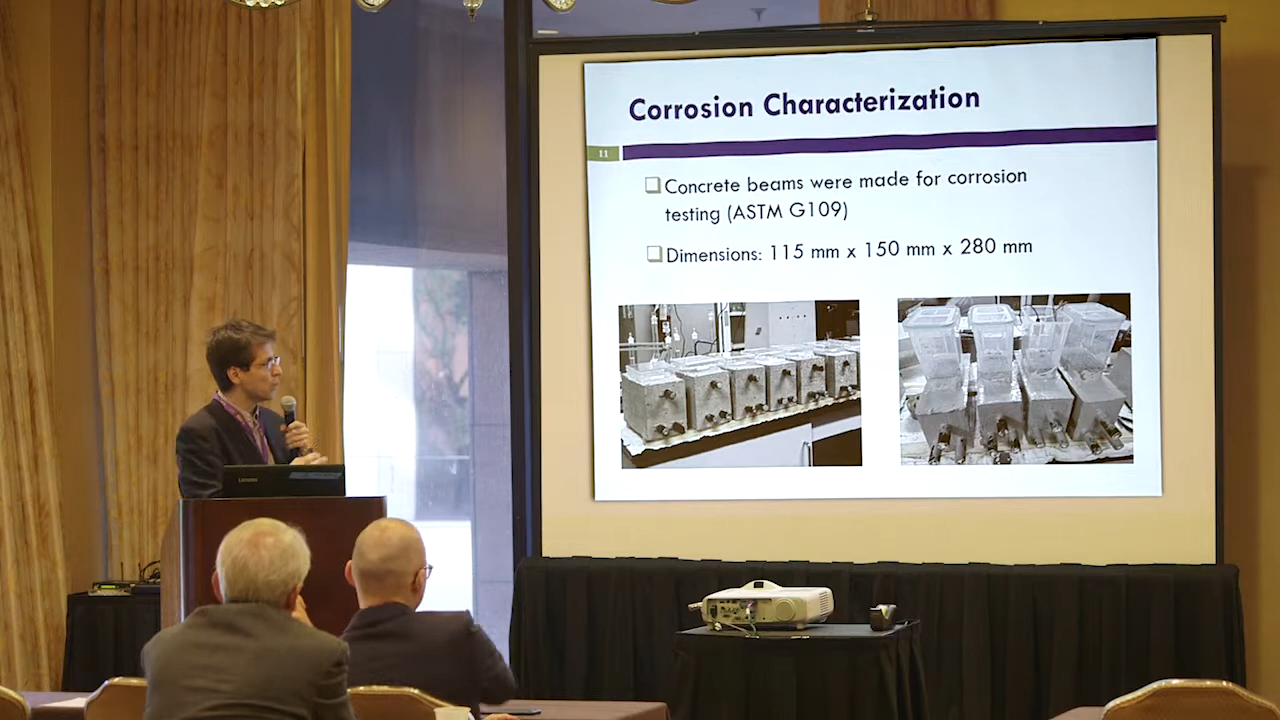 Corrosion Characterization
11
Concrete beams were made for corrosion
testing (ASTM G109)
Dimensions: 115 mm x 150 mm x 280 mm
Lenovo